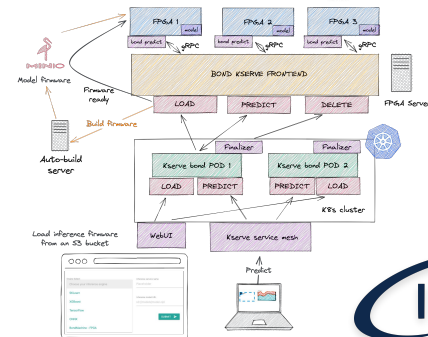 FPGA 1
FPGA 2
FPGA 3
model
model
model
bond predict
gRPC
bond predict
gRPC
bond predict
gRPC
MINIO
Model firmware
BOND KSERVE FRONTEND
Firmware
ready
LOAD
PREDICT
DELETE
FPGA Server
Build firmware
Auto-build
server
Finalizer
Finalizer
Kserve bond POD 1
Kserve bond POD 2
LOAD
PREDICT
PREDICT
LOAD
K8s cluster
Load inference firmware
from an S3 bucket
WebUI
Kserve service mesh
Predict